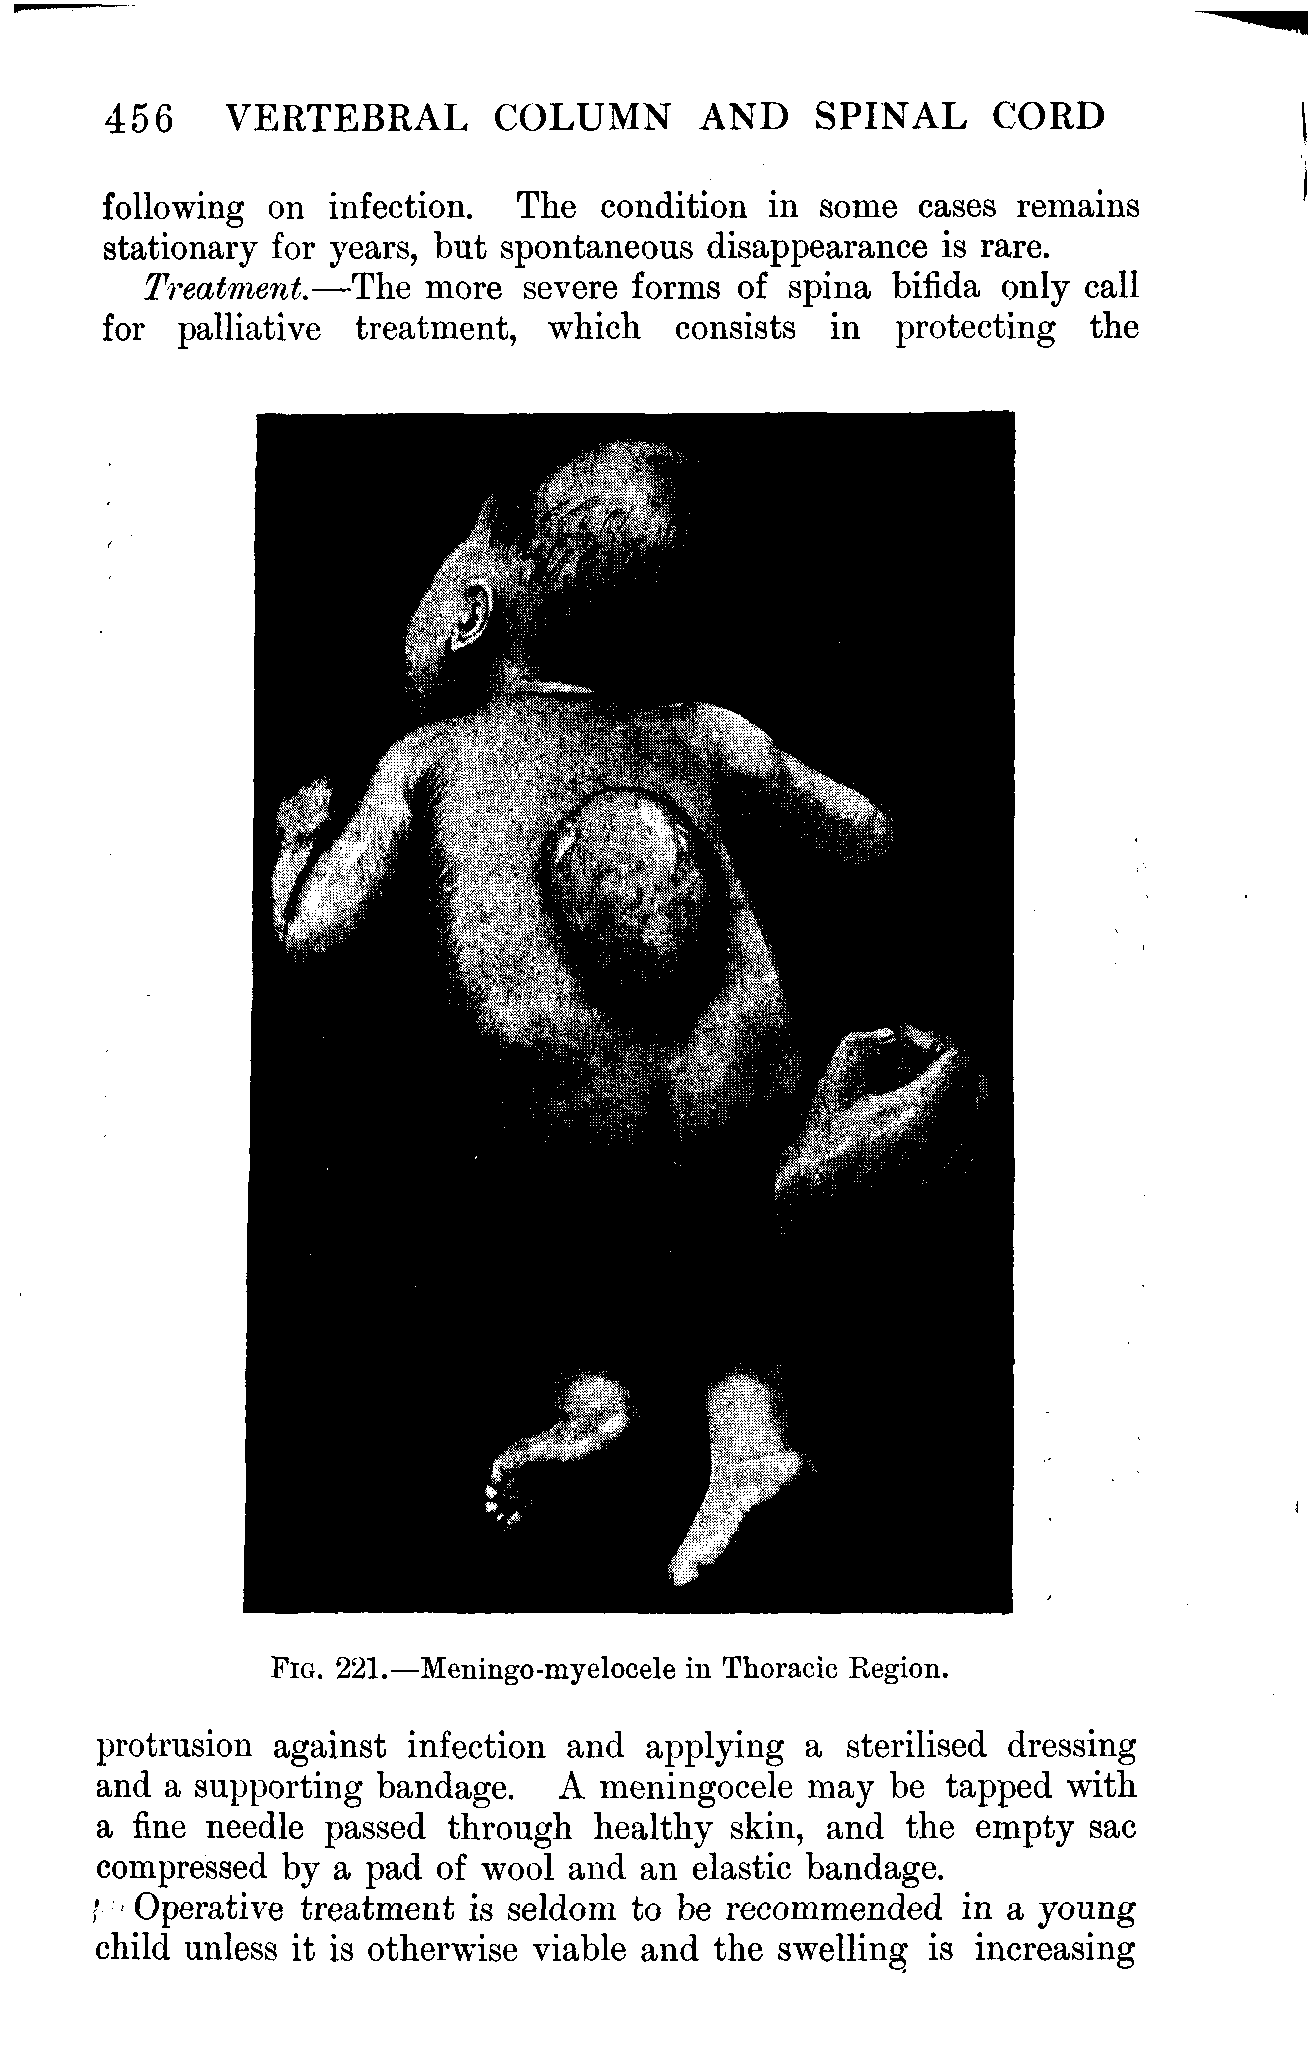 456 VERTEBRAL COLUMN AND SPINAL CORD
following on infection. The condition in some cases remains
stationary for years, but spontaneous disappearance is rare.
Treatment.—The more severe forms of spina bifida only call
for palliative treatment, which consists in protecting the
FIG. 221.—Meningo-myelocele in Thoracic Region.
protrusion against infection and applying a sterilised dressing
and a supporting bandage. A meningocele may be tapped with
a fine needle passed through healthy skin, and the empty sac
compressed by a pad of wool and an elastic bandage.
Operative treatment is seldom to be recommended in a young
child unless it is otherwise viable and the swelling is increasing